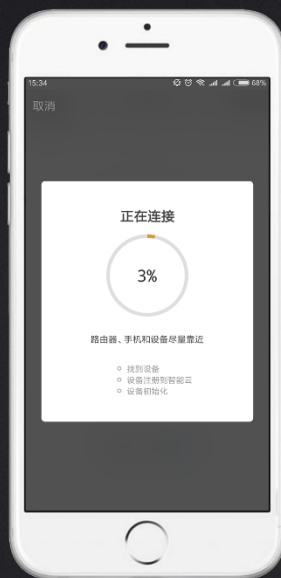 15:34
68%
取消
正在连接
3%
路由器、手机和设备尽量靠近
找到设备
设备注册到智能云
设备初始化